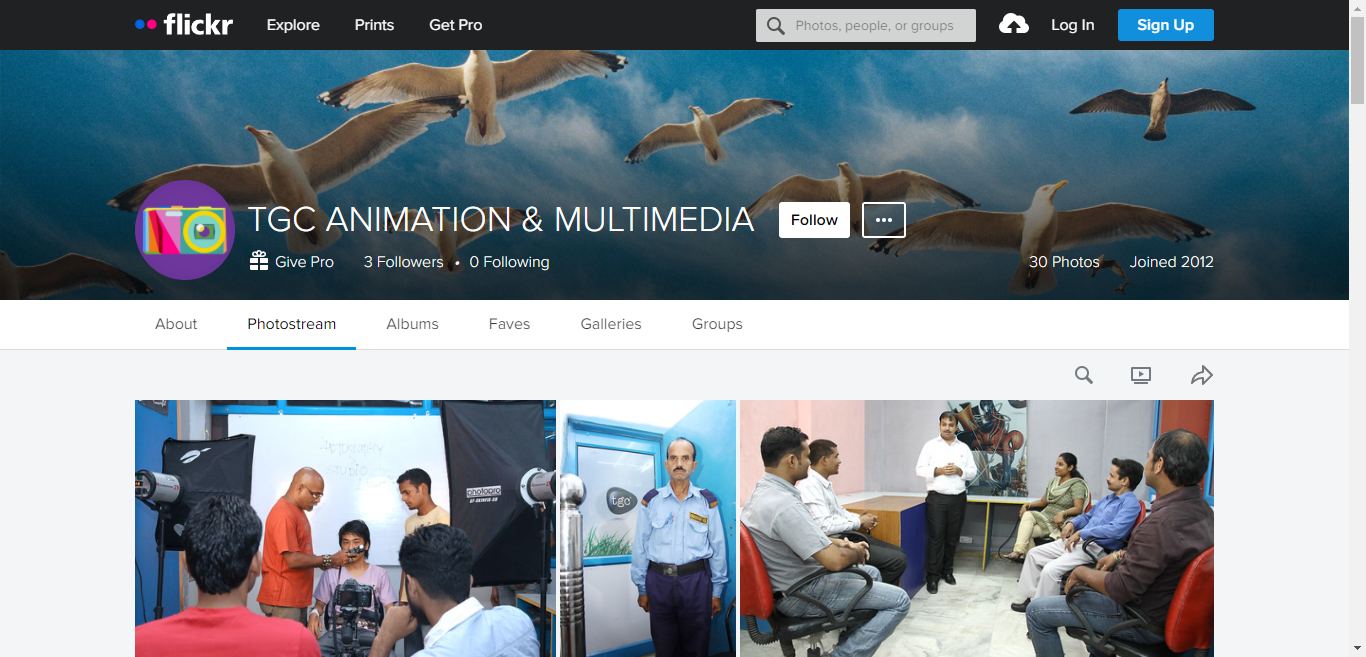 flickr Explore Prints Get Pro Photos, people, or groups Log In Sign Up
TGC ANIMATION & MULTIMEDIA Follow ...
Give Pro 3 Followers • 0 Following 30 Photos Joined 2012
About Photostream Albums Faves Galleries Groups
photopro
tgc